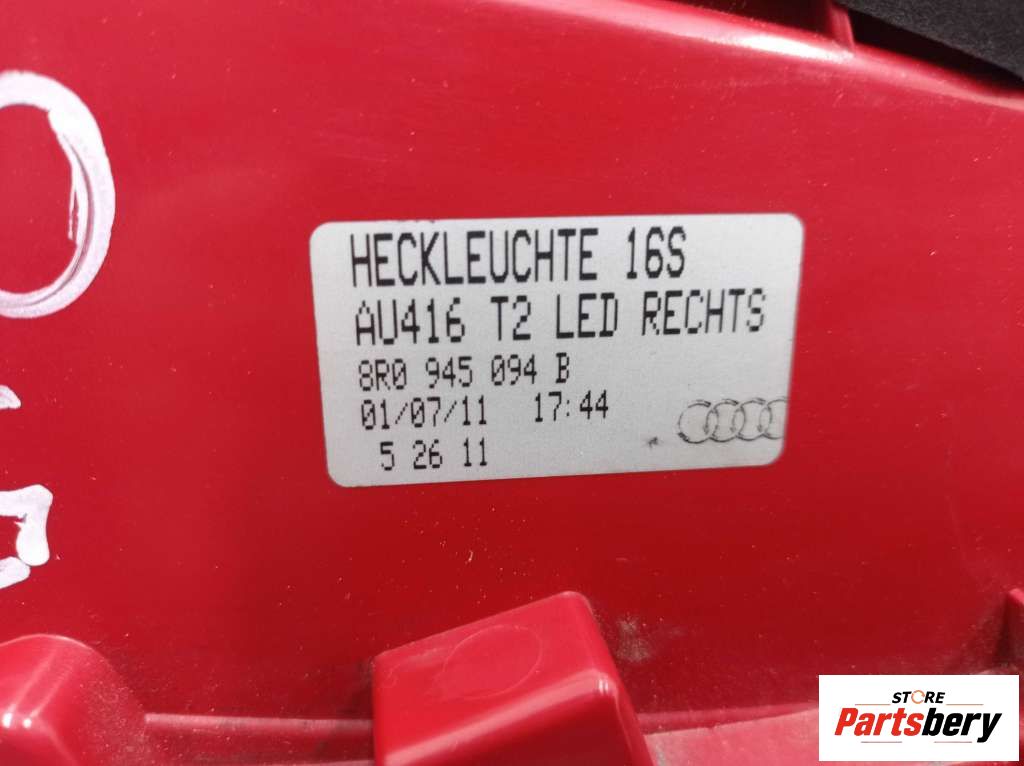 HECKLEUCHTE 16S
AU416 T2 LED RECHTS
8R0 945 094 B
01/07/11 17:44
5 26 11
STORE
Partsbery